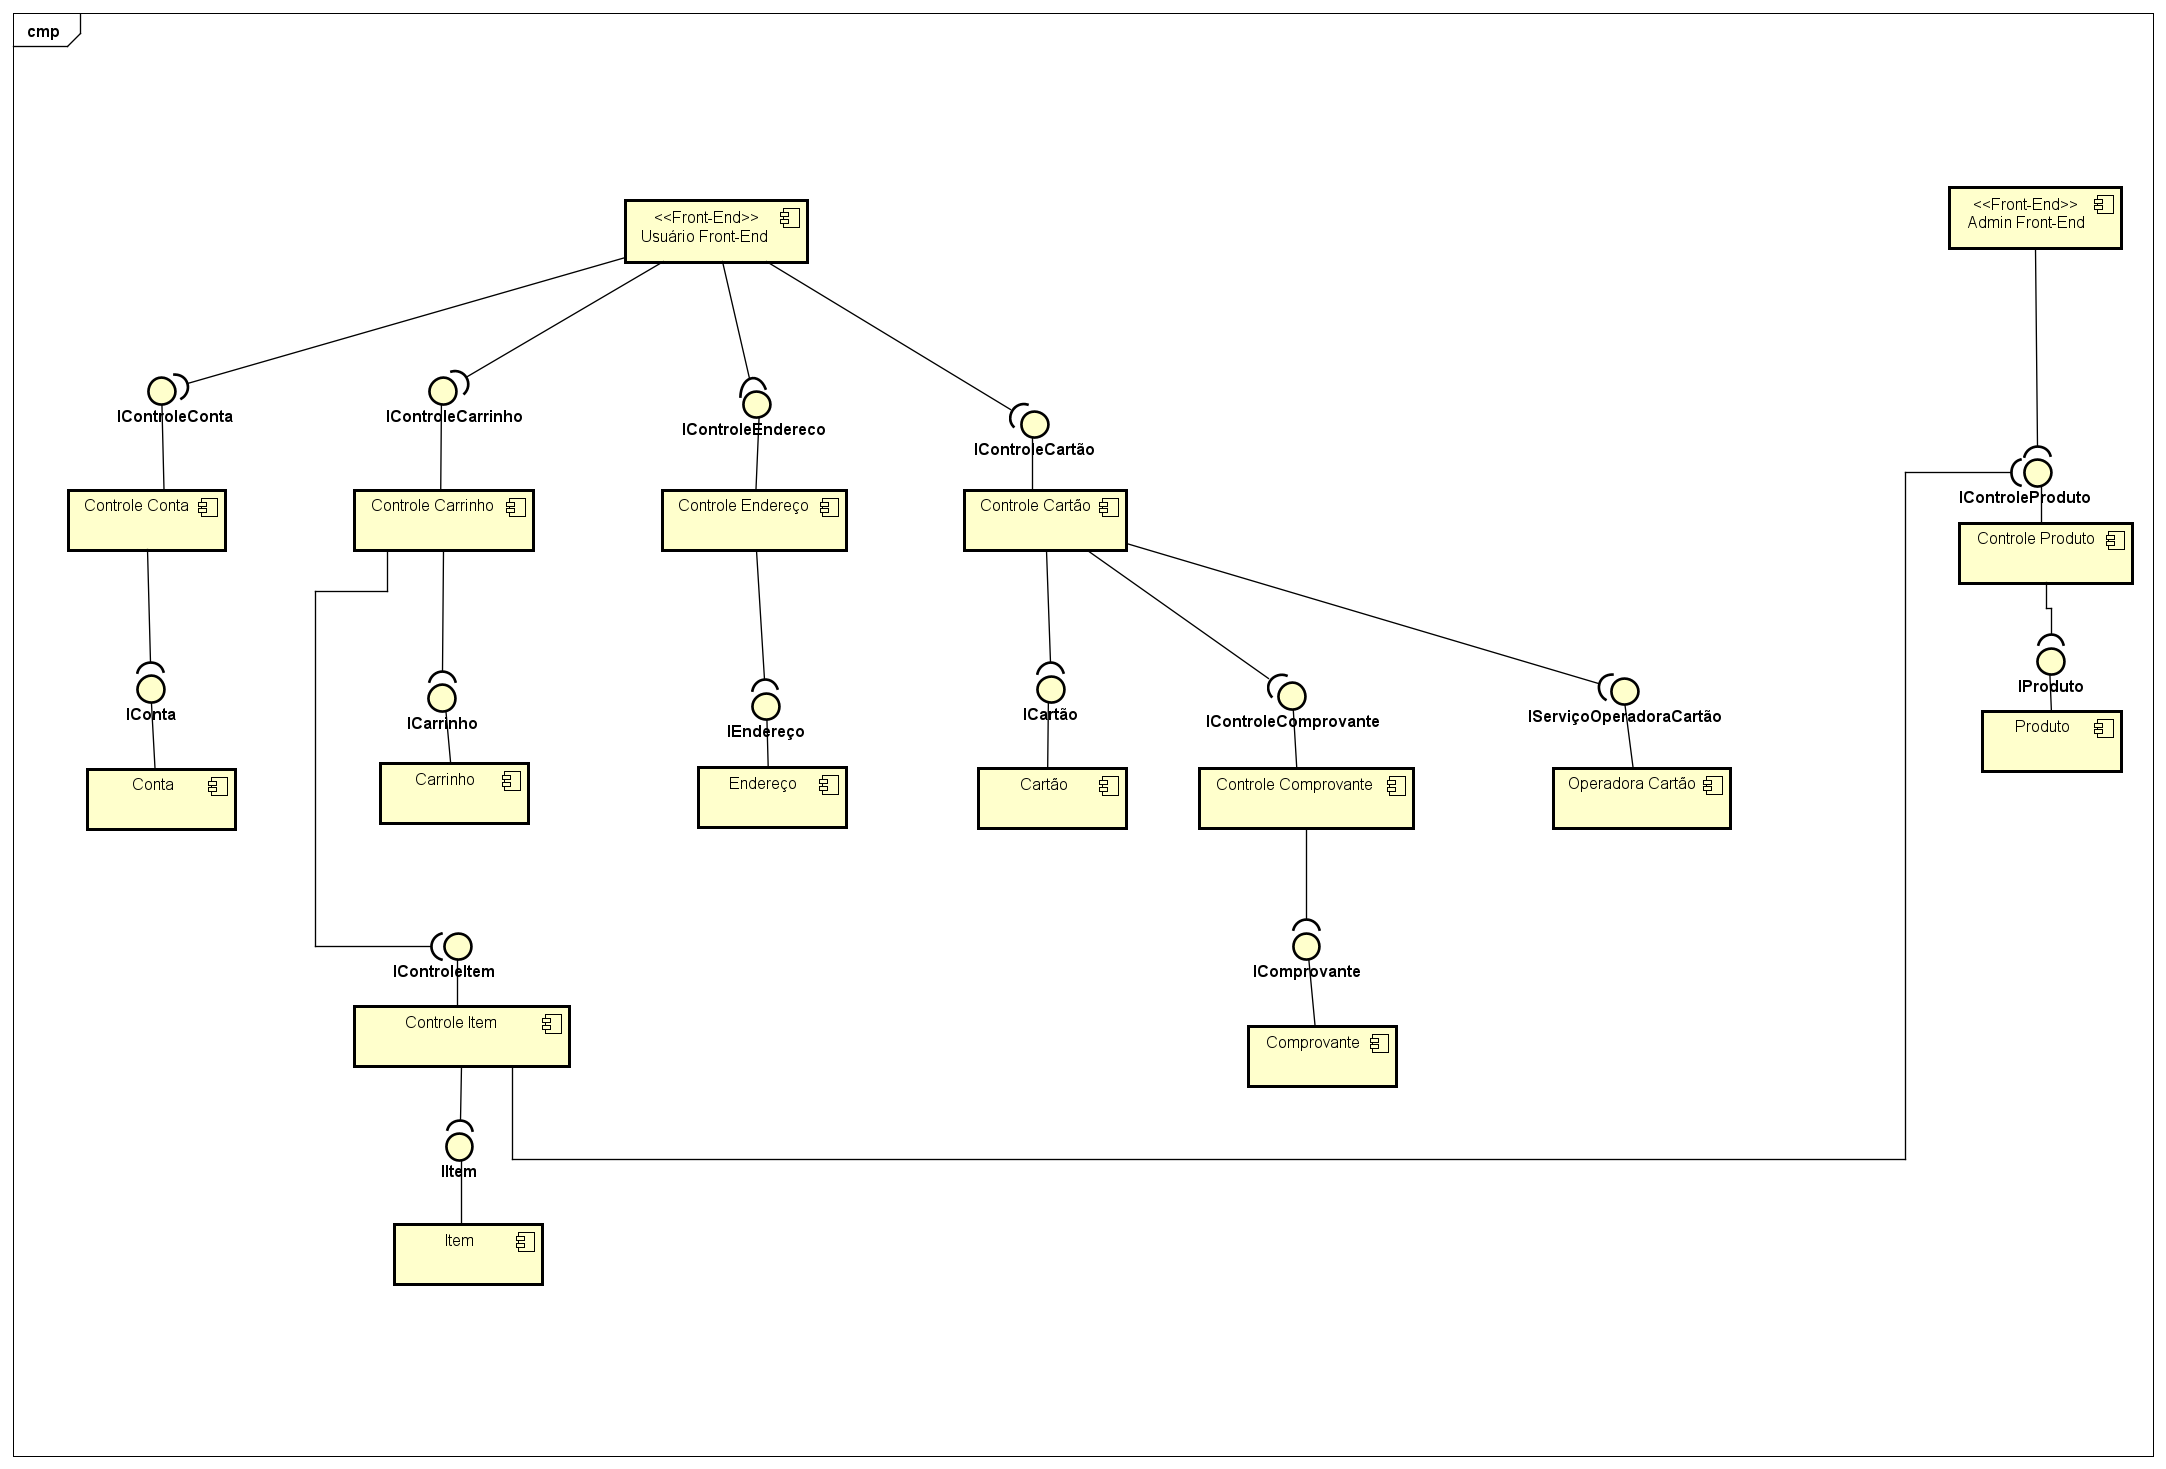 cmp
<<Front-End>>
Usuário Front-End
<<Front-End>>
Admin Front-End
IControleConta
IControleCarrinho
IControleEndereco
IControleCartão
IControleProduto
Controle Conta
Controle Carrinho
Controle Endereço
Controle Cartão
Controle Produto
IConta
ICarrinho
IEndereço
ICartão
IControleComprovante
IServiçoOperadoraCartão
IProduto
Produto
Conta
Carrinho
Endereço
Cartão
Controle Comprovante
Operadora Cartão
IControleItem
IComprovante
Controle Item
Comprovante
IItem
Item